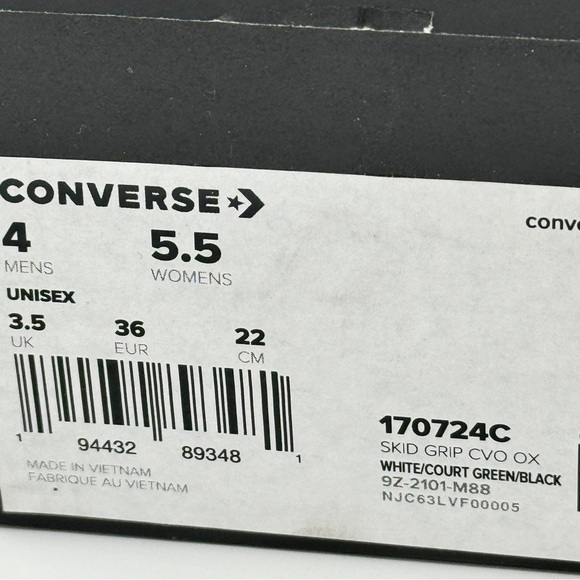 CONVERSE
4 5.5
MENS WOMENS
UNISEX
3.5 36 22
UK EUR CM
1 94432 89348 1
MADE IN VIETNAM
FABRIQUE AU VIETNAM
170724C
SKID GRIP CVO OX
WHITE/COURT GREEN/BLACK
9Z-2101-M88
NJC63LVF00005